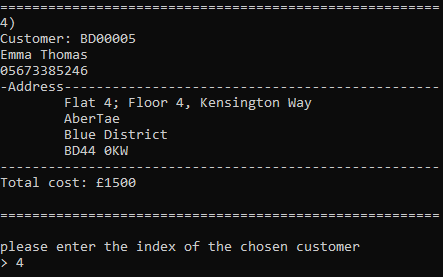 =======================================================
4)
Customer: BD00005
Emma Thomas
05673385246
-Address-----------------------------------------------
Flat 4; Floor 4, Kensington Way
AberTae
Blue District
BD44 0KW
-------------------------------------------------------
Total cost: £1500
=======================================================
please enter the index of the chosen customer
> 4